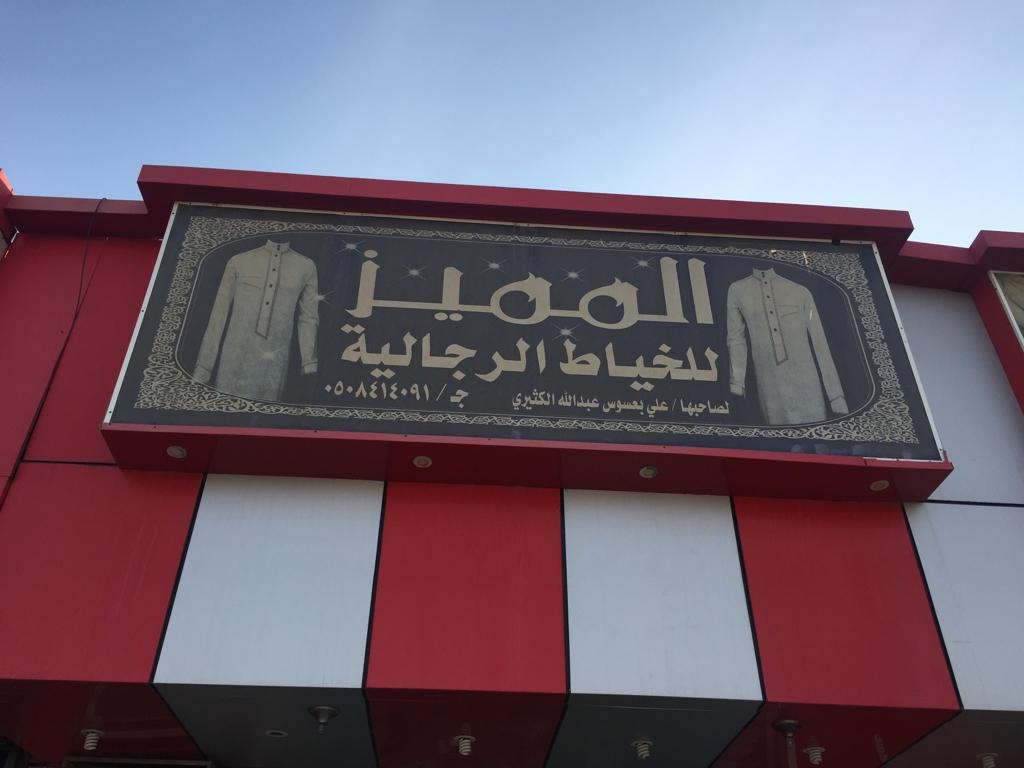 المميز
للخياط الرجالية
لصاحبها / علي بعسوس عبدالله الكثيري ج / ٠٥٠٨٤١٤٠٩١